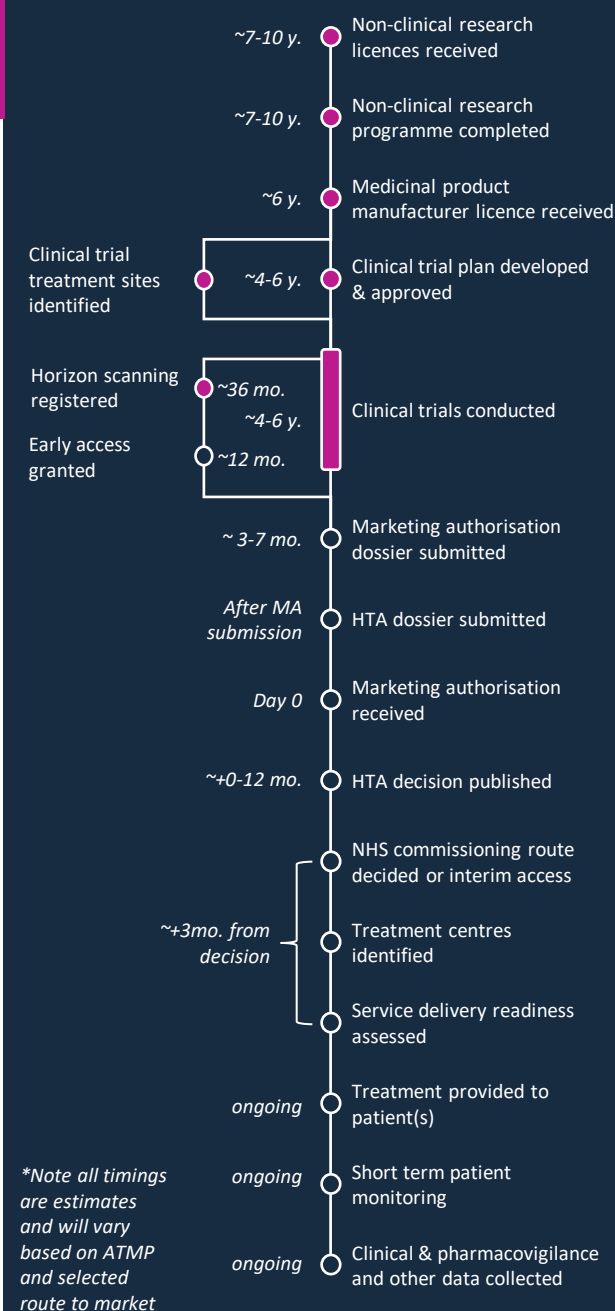 ~7-10 y.
Non-clinical research
licences received
~7-10 y.
Non-clinical research
programme completed
~6 y.
Medicinal product
manufacturer licence received
Clinical trial
treatment sites
identified
~4-6 y.
Clinical trial plan developed
& approved
Horizon scanning
registered
~36 mo.
~4-6 y.
Clinical trials conducted
Early access
granted
~12 mo.
~ 3-7 mo.
Marketing authorisation
dossier submitted
After MA
submission
HTA dossier submitted
Day 0
Marketing authorisation
received
~+0-12 mo.
HTA decision published
NHS commissioning route
decided or interim access
~+3mo. from
decision
Treatment centres
identified
Service delivery readiness
assessed
ongoing
Treatment provided to
patient(s)
ongoing
Short term patient
monitoring
ongoing
Clinical & pharmacovigilance
and other data collected
*Note all timings
are estimates
and will vary
based on ATMP
and selected
route to market